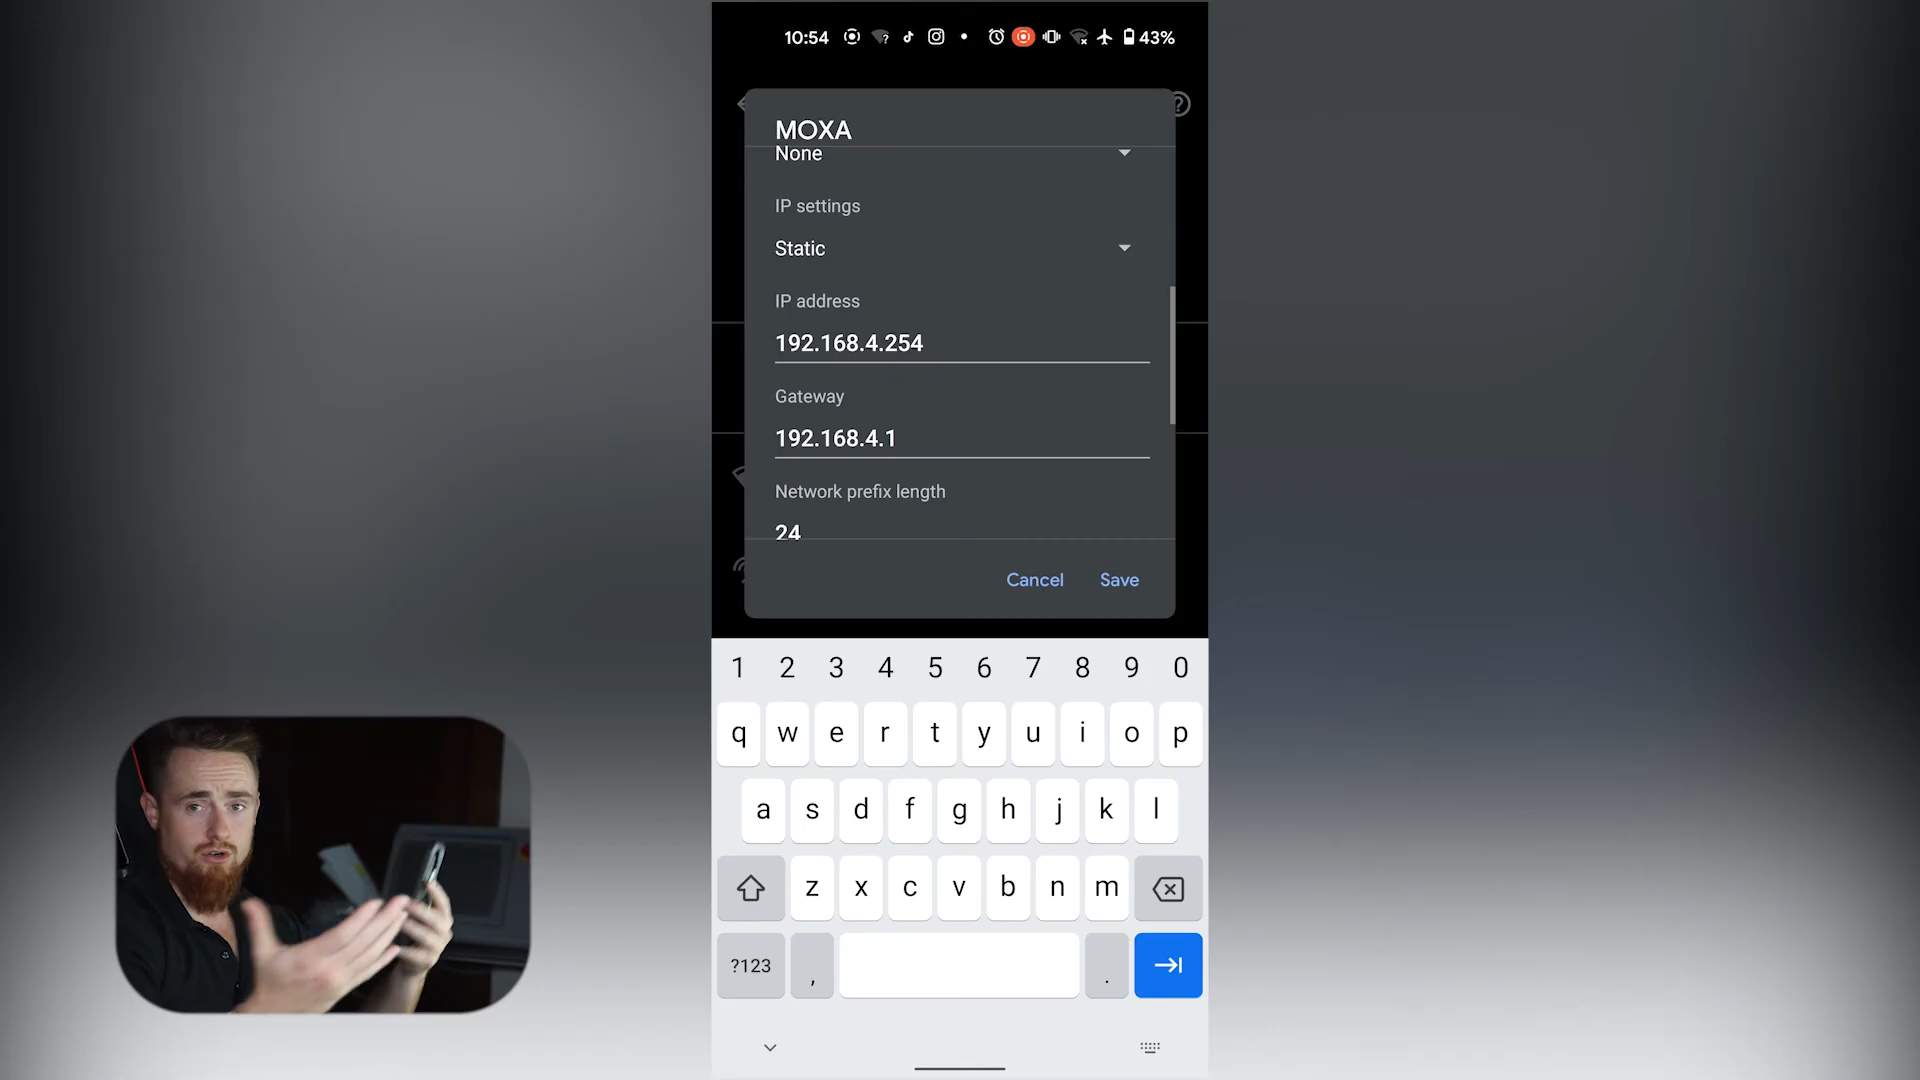 10:54
43%
MOXA
None
IP settings
Static
IP address
192.168.4.254
Gateway
192.168.4.1
Network prefix length
24
Cancel
Save
1 2 3 4 5 6 7 8 9 0
q w e r t y u i o p
a s d f g h j k l
z x c v b n m
?123 , .